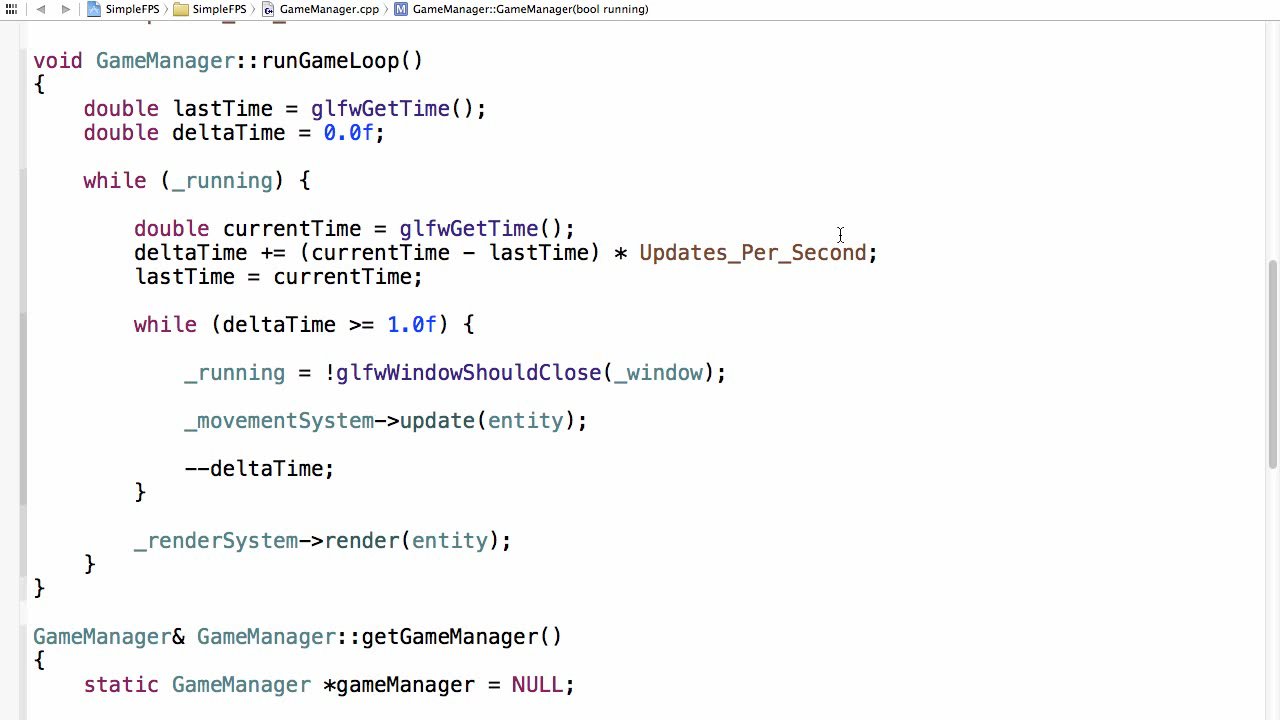 SimpleFPS SimpleFPS GameManager.cpp M GameManager::GameManager(bool running)
void GameManager::runGameLoop()
{
double lastTime = glfwGetTime();
double deltaTime = 0.0f;
while (_running) {
double currentTime = glfwGetTime();
deltaTime += (currentTime - lastTime) * Updates_Per_Second;
lastTime = currentTime;
while (deltaTime >= 1.0f) {
_running = !glfwWindowShouldClose(_window);
_movementSystem->update(entity);
--deltaTime;
}
_renderSystem->render(entity);
}
}
GameManager& GameManager::getGameManager()
{
static GameManager *gameManager = NULL;